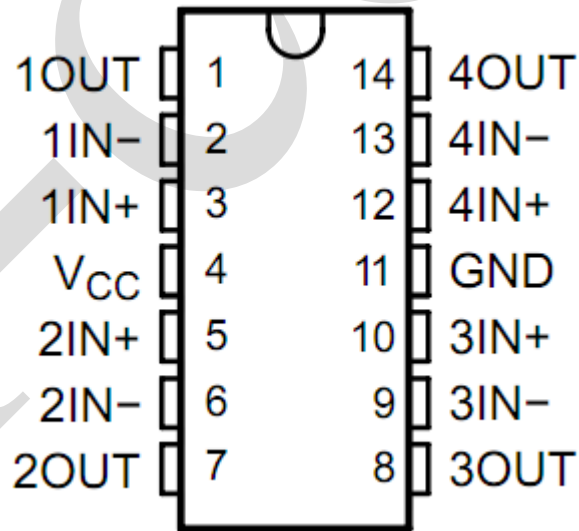 1OUT 1 14 4OUT
1IN− 2 13 4IN−
1IN+ 3 12 4IN+
VCC 4 11 GND
2IN+ 5 10 3IN+
2IN− 6 9 3IN−
2OUT 7 8 3OUT